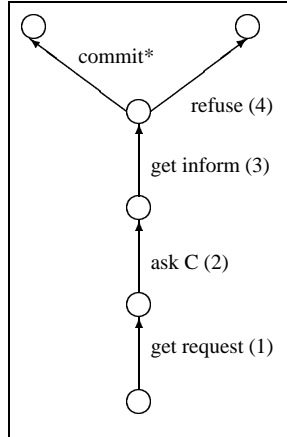 commit*
refuse (4)
get inform (3)
ask C (2)
get request (1)